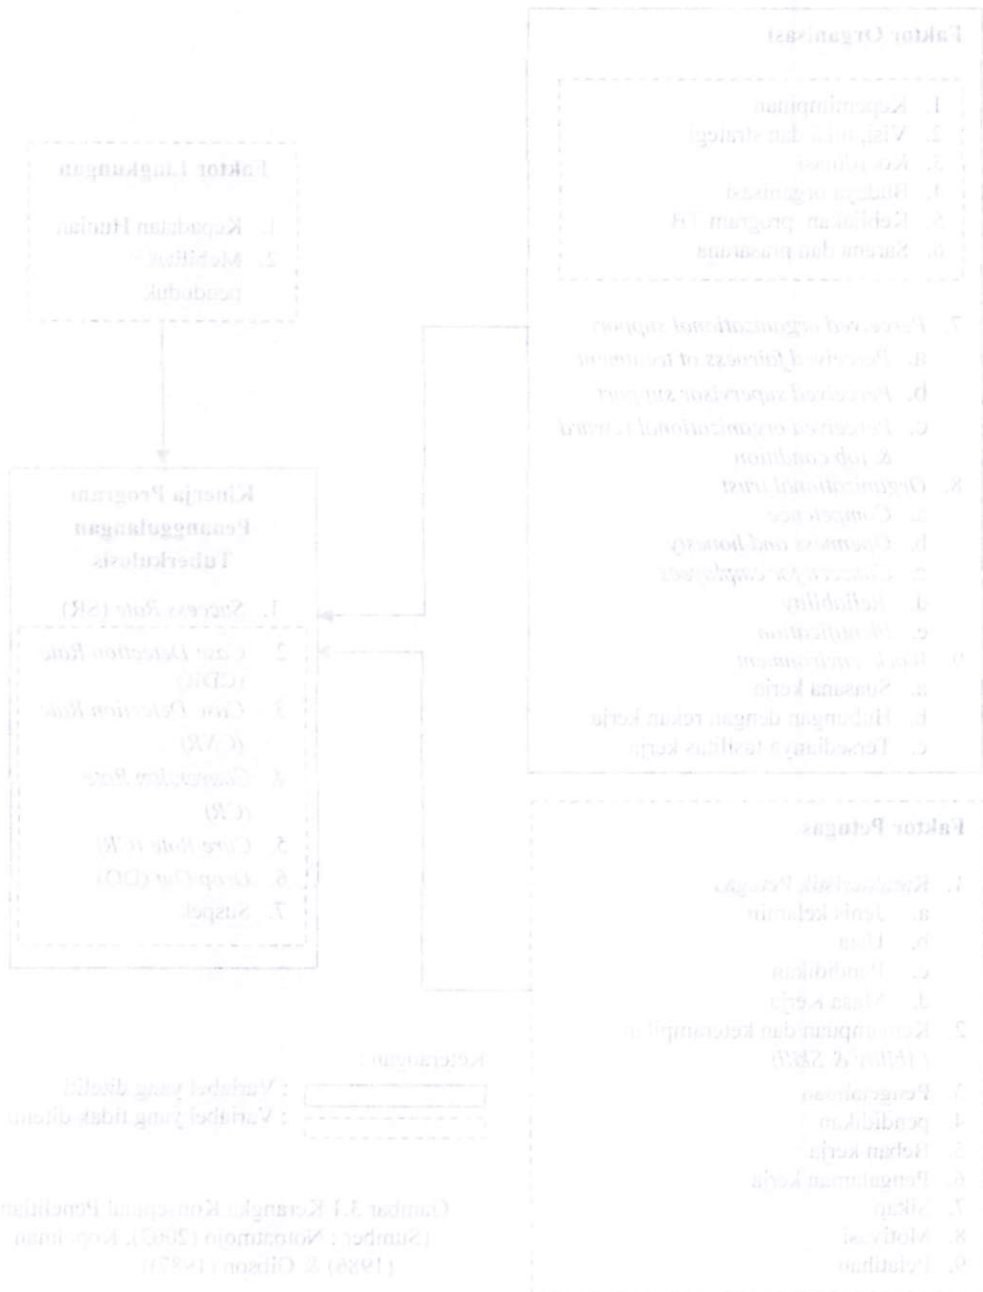 Faktor Organisasi
1. Kepemimpinan
2. Visi, misi dan strategi
3. Koordinasi
4. Budaya organisasi
5. Kebijakan program TB
6. Sarana dan prasarana
7. Perceived organizational support
a. Perceived fairness of treatment
b. Perceived supervisor support
c. Perceived organizational reward
& job condition
8. Organizational trust
a. Competence
b. Openness and honesty
c. Concern for employees
d. Reliability
e. Identification
9. Work environment
a. Suasana kerja
b. Hubungan dengan rekan kerja
c. Tersedianya fasilitas kerja
Faktor Lingkungan
1. Kepadatan Hunian
2. Mobilitas
penduduk
Kinerja Program
Penanggulangan
Tuberkulosis
1. Success Rate (SR)
2. Case Detection Rate
(CDR)
3. Case Detection Rate
(CNR)
4. Conversion Rate
(CR)
5. Cure Rate (CR)
6. Drop Out (DO)
7. Suspek
Faktor Petugas
1. Karakteristik Petugas
a. Jenis kelamin
b. Usia
c. Pendidikan
d. Masa Kerja
2. Kemampuan dan keterampilan
(Ability & Skill)
3. Pengetahuan
4. pendidikan
5. Beban kerja
6. Pengalaman kerja
7. Sikap
8. Motivasi
9. Pelatihan
Keterangan :
: Variabel yang diteliti
: Variabel yang tidak diteliti
Gambar 3.1 Kerangka Konseptual Penelitian
(Sumber : Notoatmojo (2003),
(1986) & Gibson (1987))